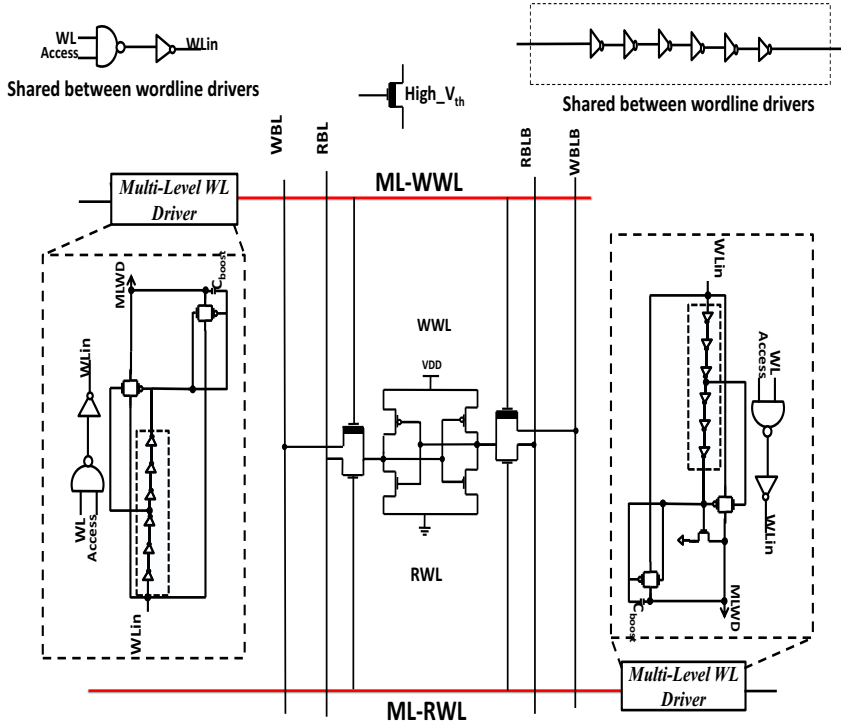 WL
Access
WLin
Shared between wordline drivers
Shared between wordline drivers
High_Vth
WBL
RBL
RBLB
WBLB
Multi-Level WL
Driver
ML-WWL
MLWD
Cboost
WLin
WL
Access
WLin
WWL
VDD
RWL
WLin
WL
Access
WLin
Cboost
MLWD
ML-RWL
Multi-Level WL
Driver